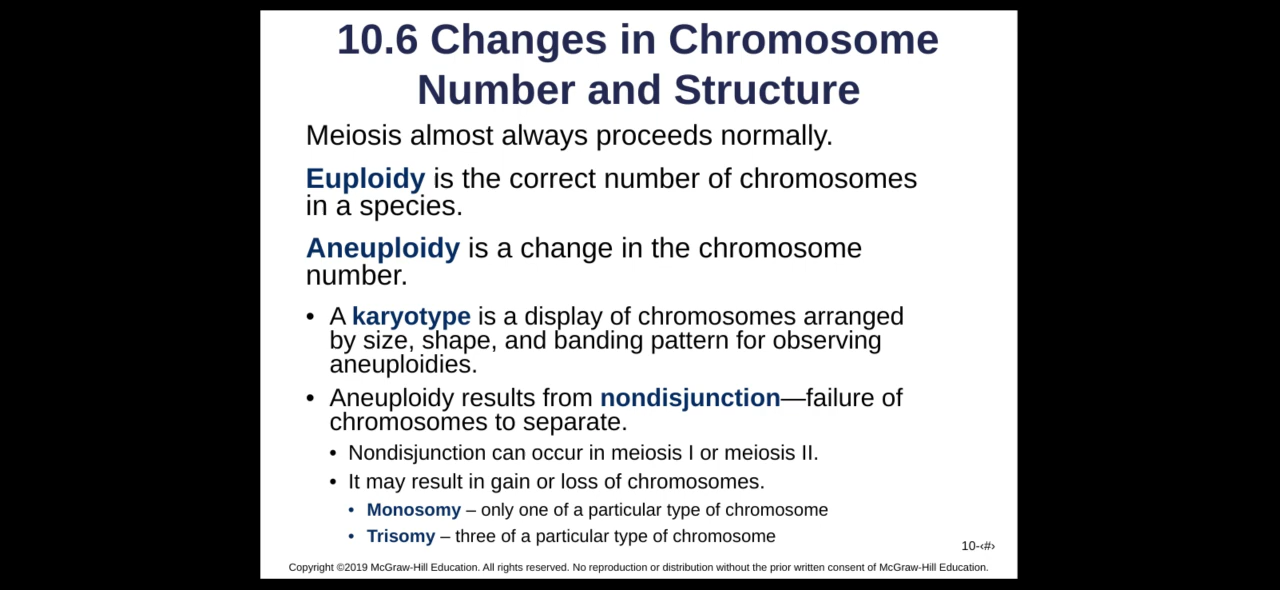 10.6 Changes in Chromosome
Number and Structure
Meiosis almost always proceeds normally.
Euploidy is the correct number of chromosomes
in a species.
Aneuploidy is a change in the chromosome
number.
• A karyotype is a display of chromosomes arranged
by size, shape, and banding pattern for observing
aneuploidies.
• Aneuploidy results from nondisjunction—failure of
chromosomes to separate.
• Nondisjunction can occur in meiosis I or meiosis II.
• It may result in gain or loss of chromosomes.
• Monosomy – only one of a particular type of chromosome
• Trisomy – three of a particular type of chromosome
10-‹#›
Copyright ©2019 McGraw-Hill Education. All rights reserved. No reproduction or distribution without the prior written consent of McGraw-Hill Education.